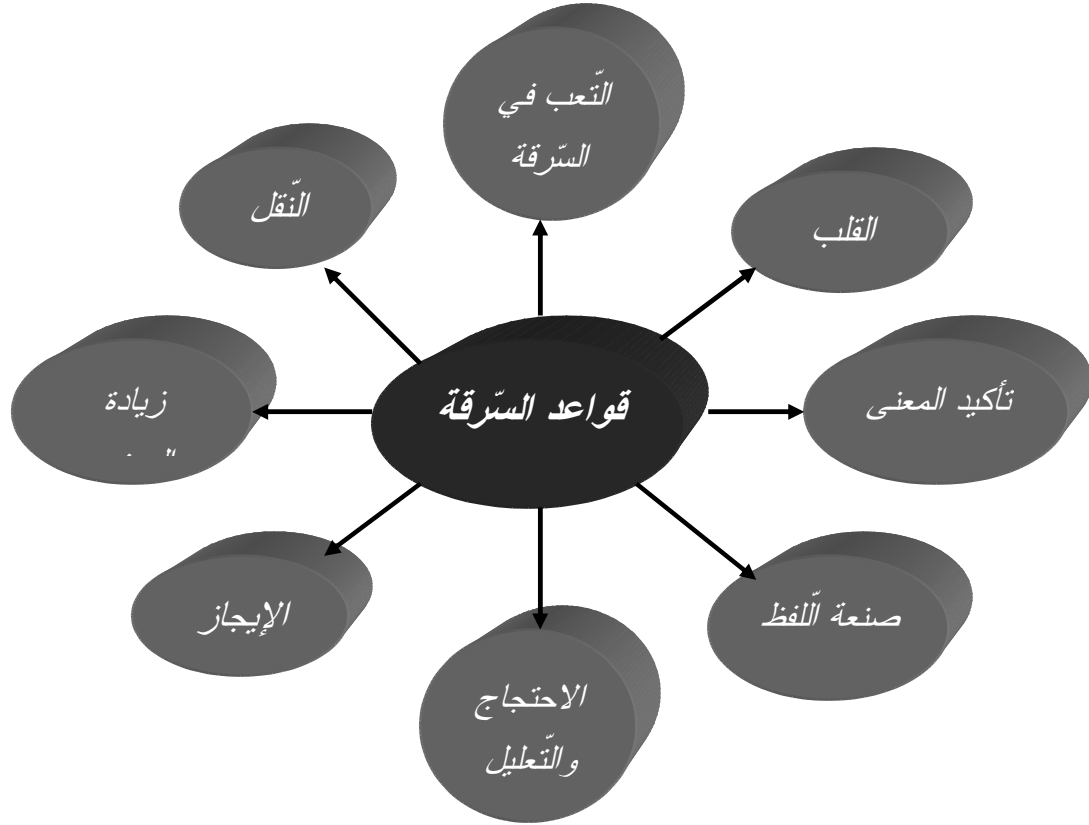 التّعب في
السّرقة
القلب
النّقل
قواعد السّرقة
تأكيد المعنى
زيادة
صنعة اللّفظ
الإيجاز
الاحتجاج
والتّعليل